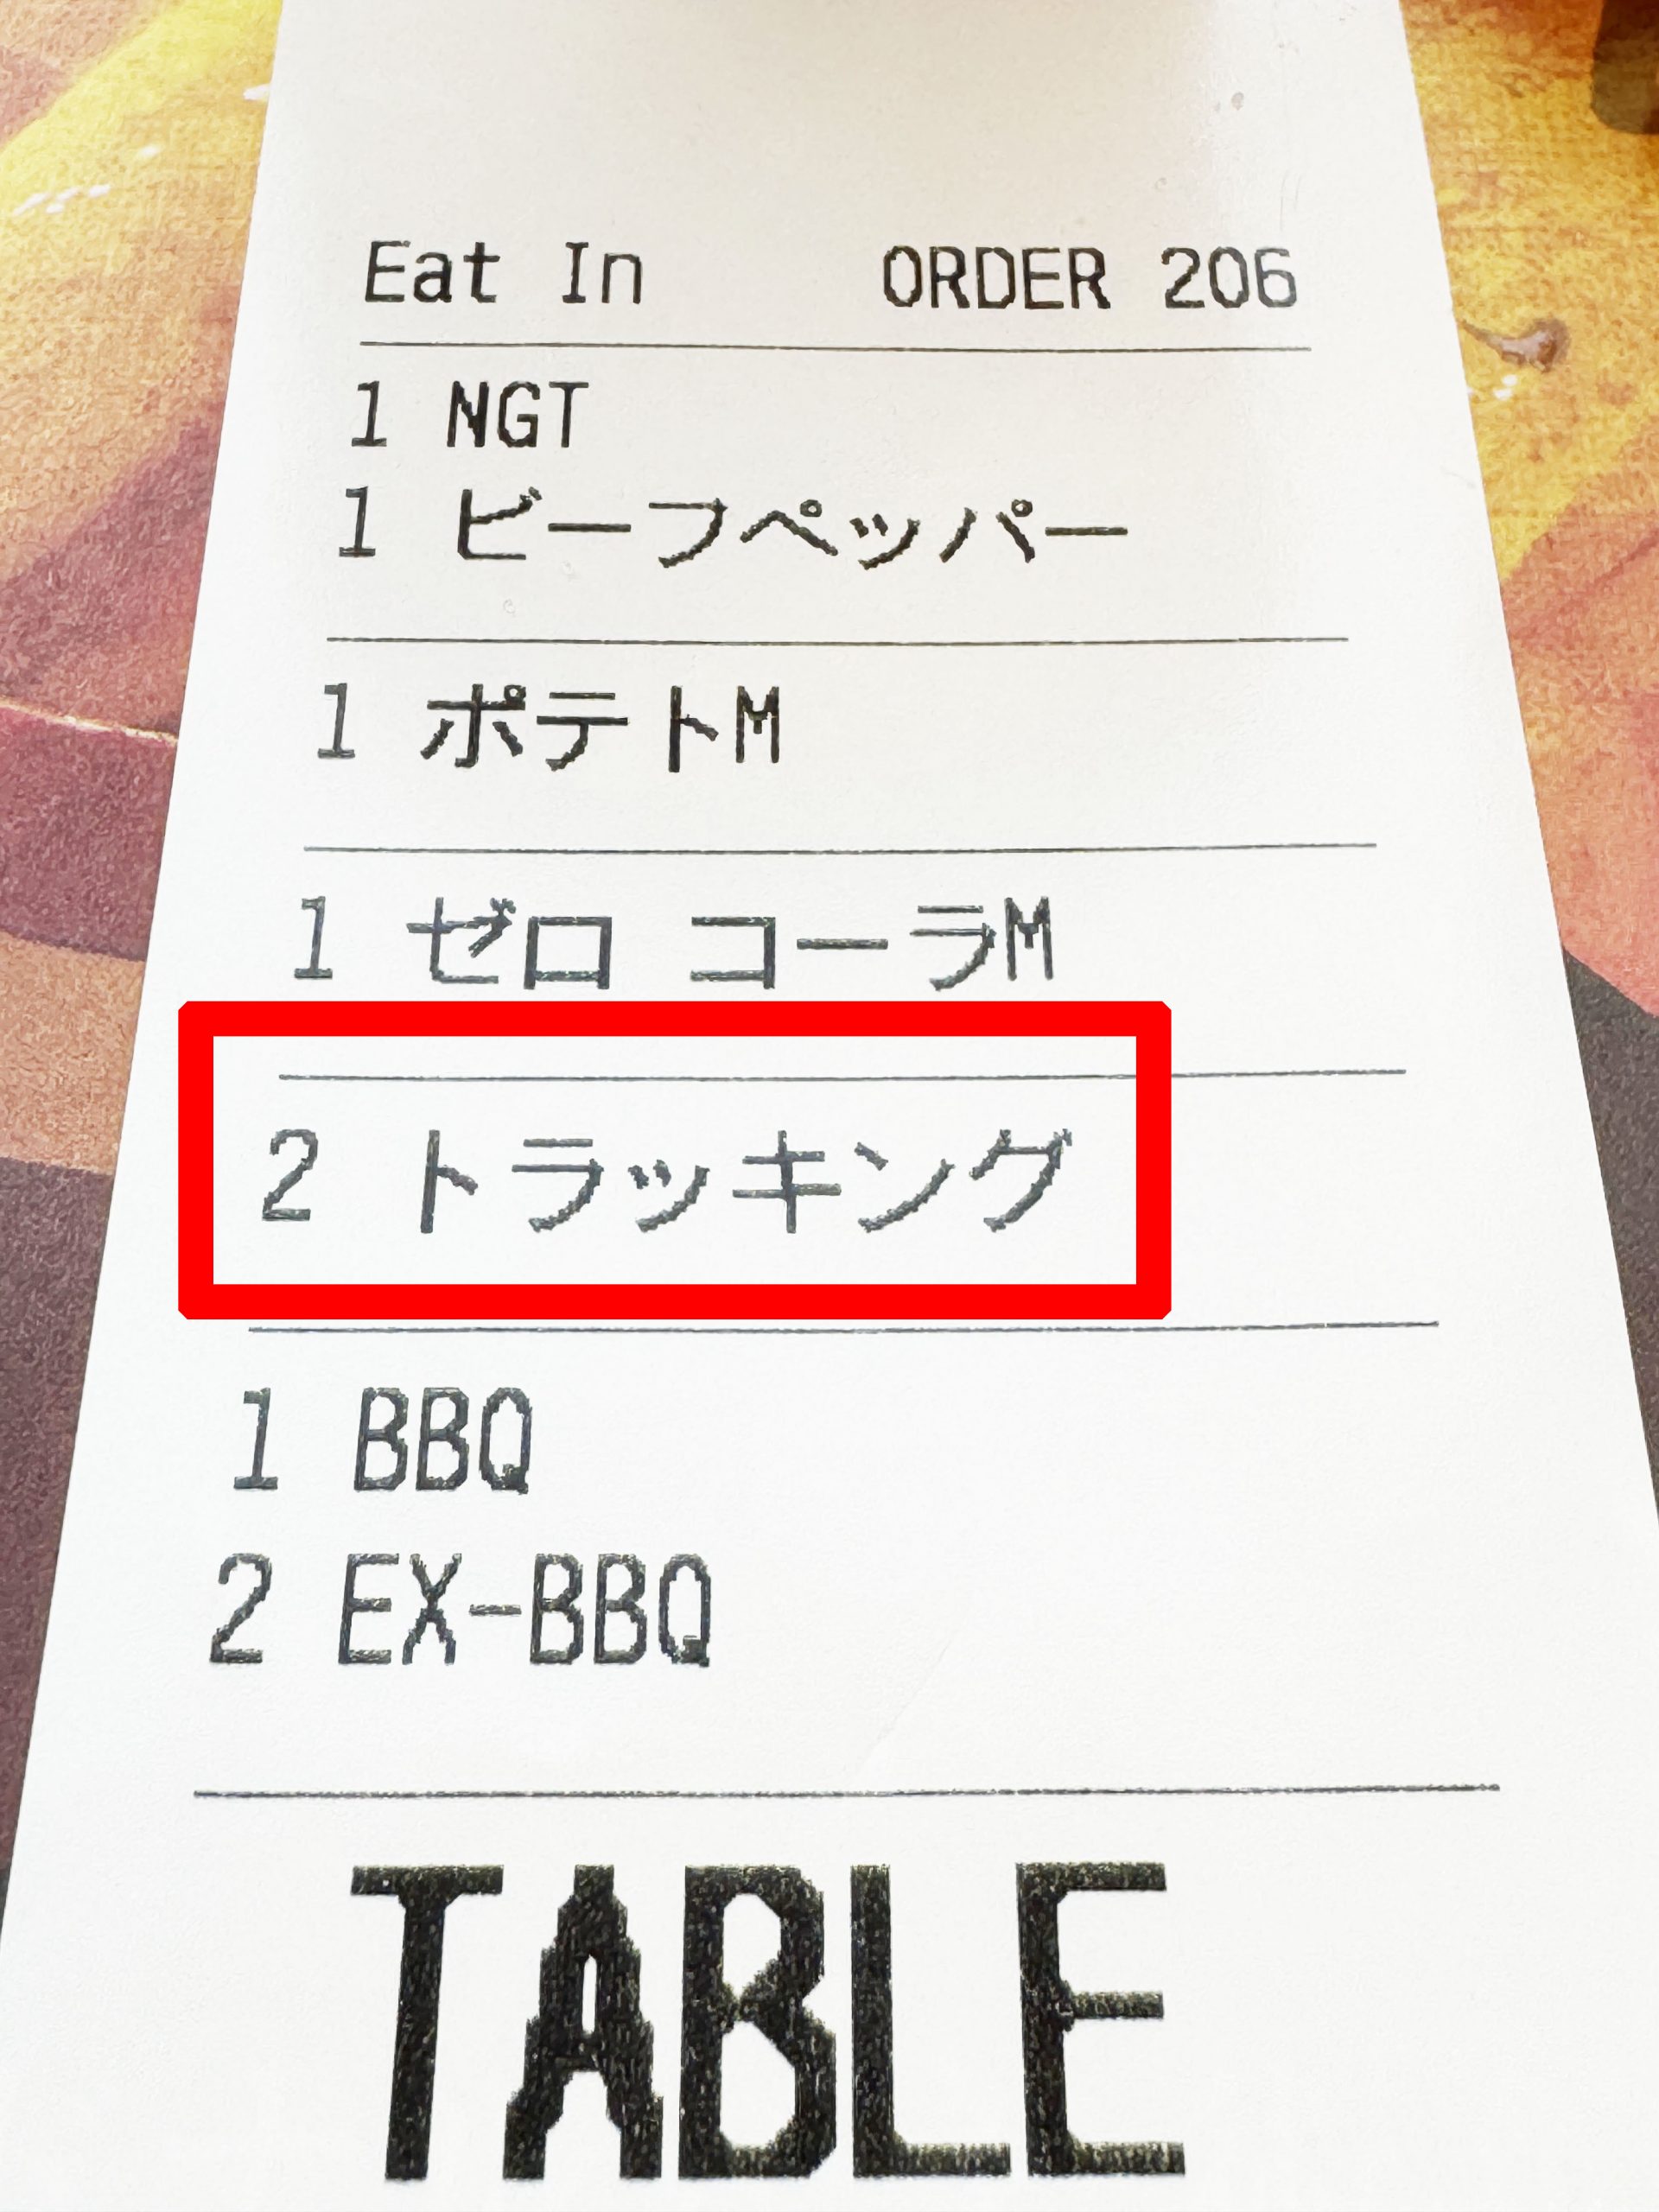 Eat In ORDER 206
1 NGT
1 ビーフペッパー
1 ポテトM
1 ゼロ コーラM
2 トラッキング
1 BBQ
2 EX-BBQ
TABLE